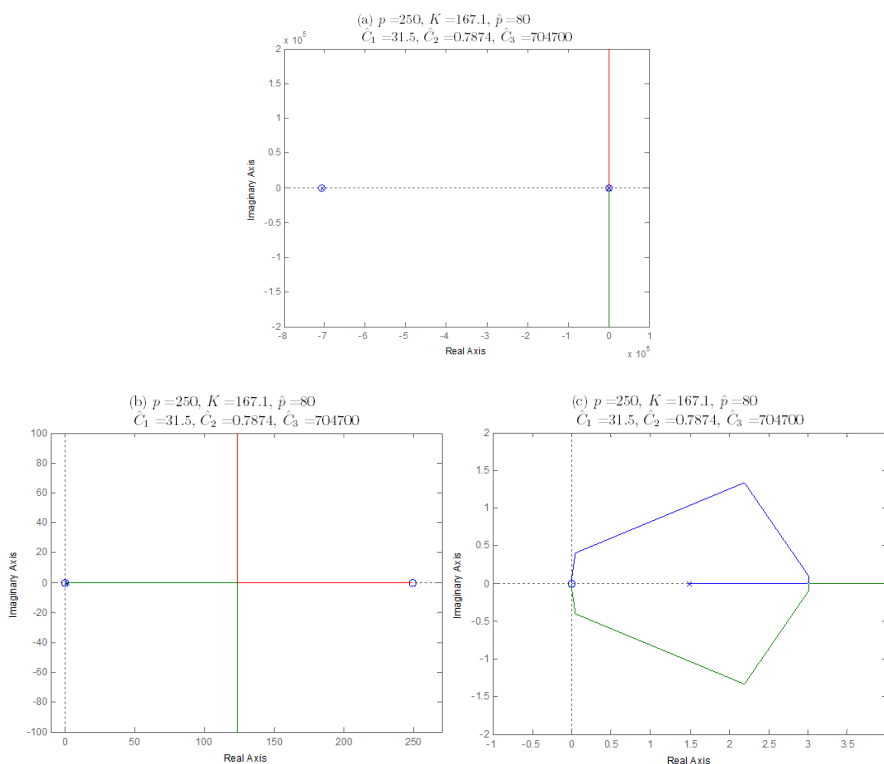 (a) p =250, K =167.1, p̂ =80
Ĉ₁ =31.5, Ĉ₂ =0.7874, Ĉ₃ =704700
x 10⁵
2
1.5
1
0.5
0
-0.5
-1
-1.5
-2
Imaginary Axis
-8 -7 -6 -5 -4 -3 -2 -1 0 1
Real Axis
x 10⁵
(b) p =250, K =167.1, p̂ =80
Ĉ₁ =31.5, Ĉ₂ =0.7874, Ĉ₃ =704700
100
80
60
40
20
0
-20
-40
-60
-80
-100
Imaginary Axis
0 50 100 150 200 250
Real Axis
(c) p =250, K =167.1, p̂ =80
Ĉ₁ =31.5, Ĉ₂ =0.7874, Ĉ₃ =704700
2
1.5
1
0.5
0
-0.5
-1
-1.5
-2
Imaginary Axis
-1 -0.5 0 0.5 1 1.5 2 2.5 3 3.5
Real Axis